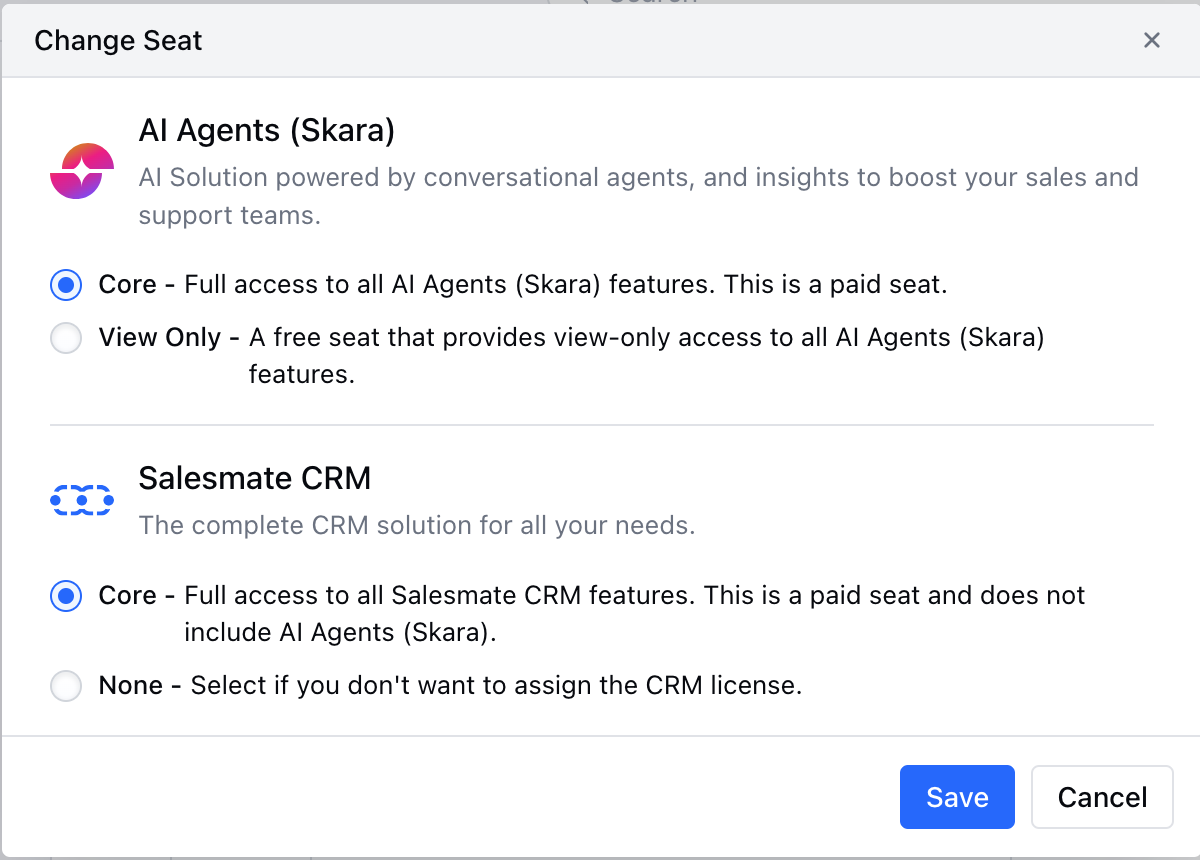 Change Seat
AI Agents (Skara)
AI Solution powered by conversational agents, and insights to boost your sales and
support teams.
Core - Full access to all AI Agents (Skara) features. This is a paid seat.
View Only - A free seat that provides view-only access to all AI Agents (Skara)
features.
Salesmate CRM
The complete CRM solution for all your needs.
Core - Full access to all Salesmate CRM features. This is a paid seat and does not
include AI Agents (Skara).
None - Select if you don't want to assign the CRM license.
Save Cancel